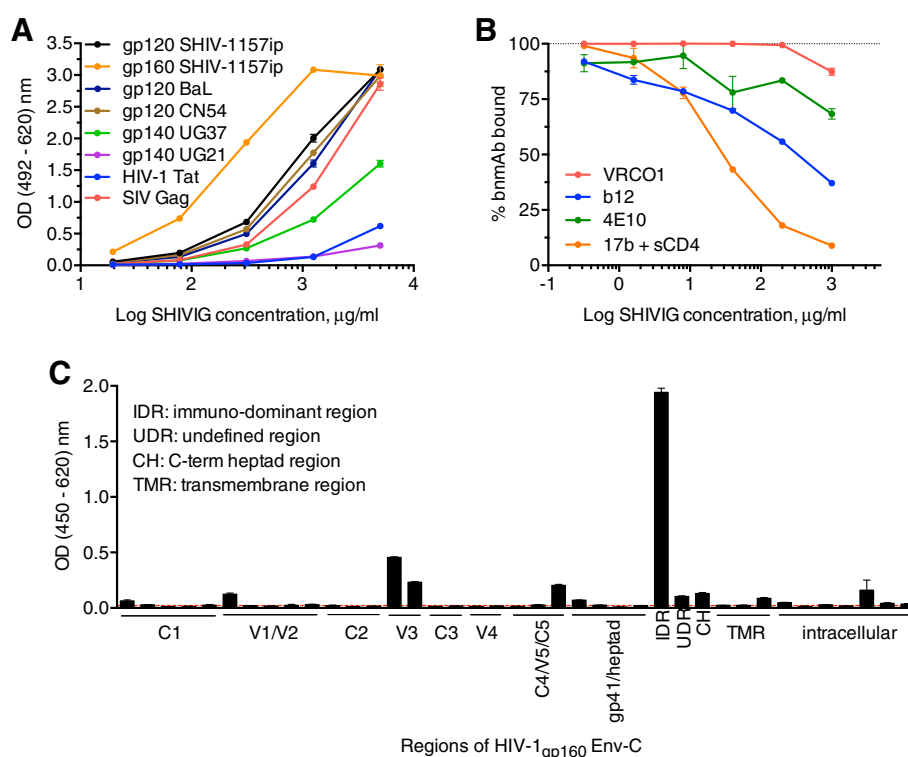 A
OD (492 - 620) nm
3.5
3.0
2.5
2.0
1.5
1.0
0.5
0.0
gp120 SHIV-1157ip
gp160 SHIV-1157ip
gp120 BaL
gp120 CN54
gp140 UG37
gp140 UG21
HIV-1 Tat
SIV Gag
1 2 3 4
Log SHIVIG concentration, μg/ml
B
% bnmAb bound
100
75
50
25
0
VRCO1
b12
4E10
17b + sCD4
-1 0 1 2 3
Log SHIVIG concentration, μg/ml
C
OD (450 - 620) nm
2.0
1.5
1.0
0.5
0.0
IDR: immuno-dominant region
UDR: undefined region
CH: C-term heptad region
TMR: transmembrane region
C1
V1/V2
C2
V3
C3
V4
C4/V5/C5
gp41/heptad
IDR
UDR
CH
TMR
intracellular
Regions of HIV-1gp160 Env-C